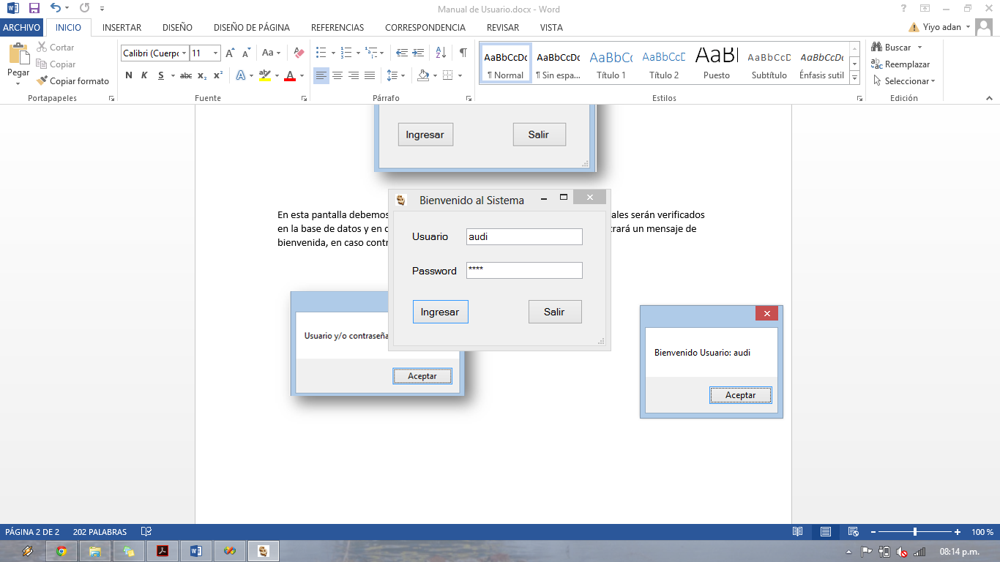 Manual de Usuario.docx - Word
ARCHIVO INICIO INSERTAR DISEÑO DISEÑO DE PÁGINA REFERENCIAS CORRESPONDENCIA REVISAR VISTA Yiyo adan
Pegar
Cortar
Copiar
Copiar formato
Portapapeles
Calibri (Cuerpo 11
N K S abc x₂ x²
Fuente
Párrafo
AaBbCcDc AaBbCcDc AaBbCc AaBbCcD AaBl AaBbCcD AaBbCcDc
¶ Normal ¶ Sin espa... Título 1 Título 2 Puesto Subtítulo Énfasis sutil
Estilos
Buscar
Reemplazar
Seleccionar
Edición
Ingresar Salir
Bienvenido al Sistema
En esta pantalla debemos
ales serán verificados
en la base de datos y en
trará un mensaje de
bienvenida, en caso
Usuario audi
Password ****
Ingresar Salir
Usuario y/o contraseña
Aceptar
Bienvenido Usuario: audi
Aceptar
PÁGINA 2 DE 2 202 PALABRAS 100 %
08:14 p.m.